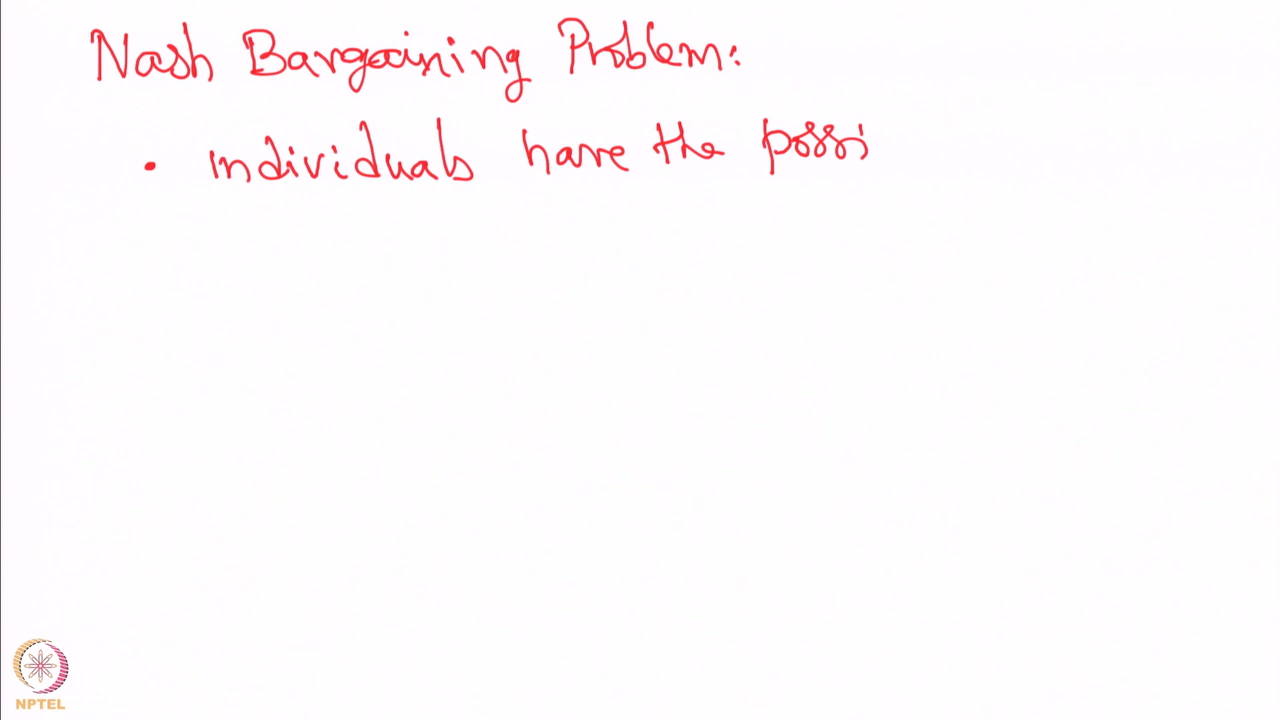 Nash Bargaining Problem:
• individuals have the possi
NPTEL